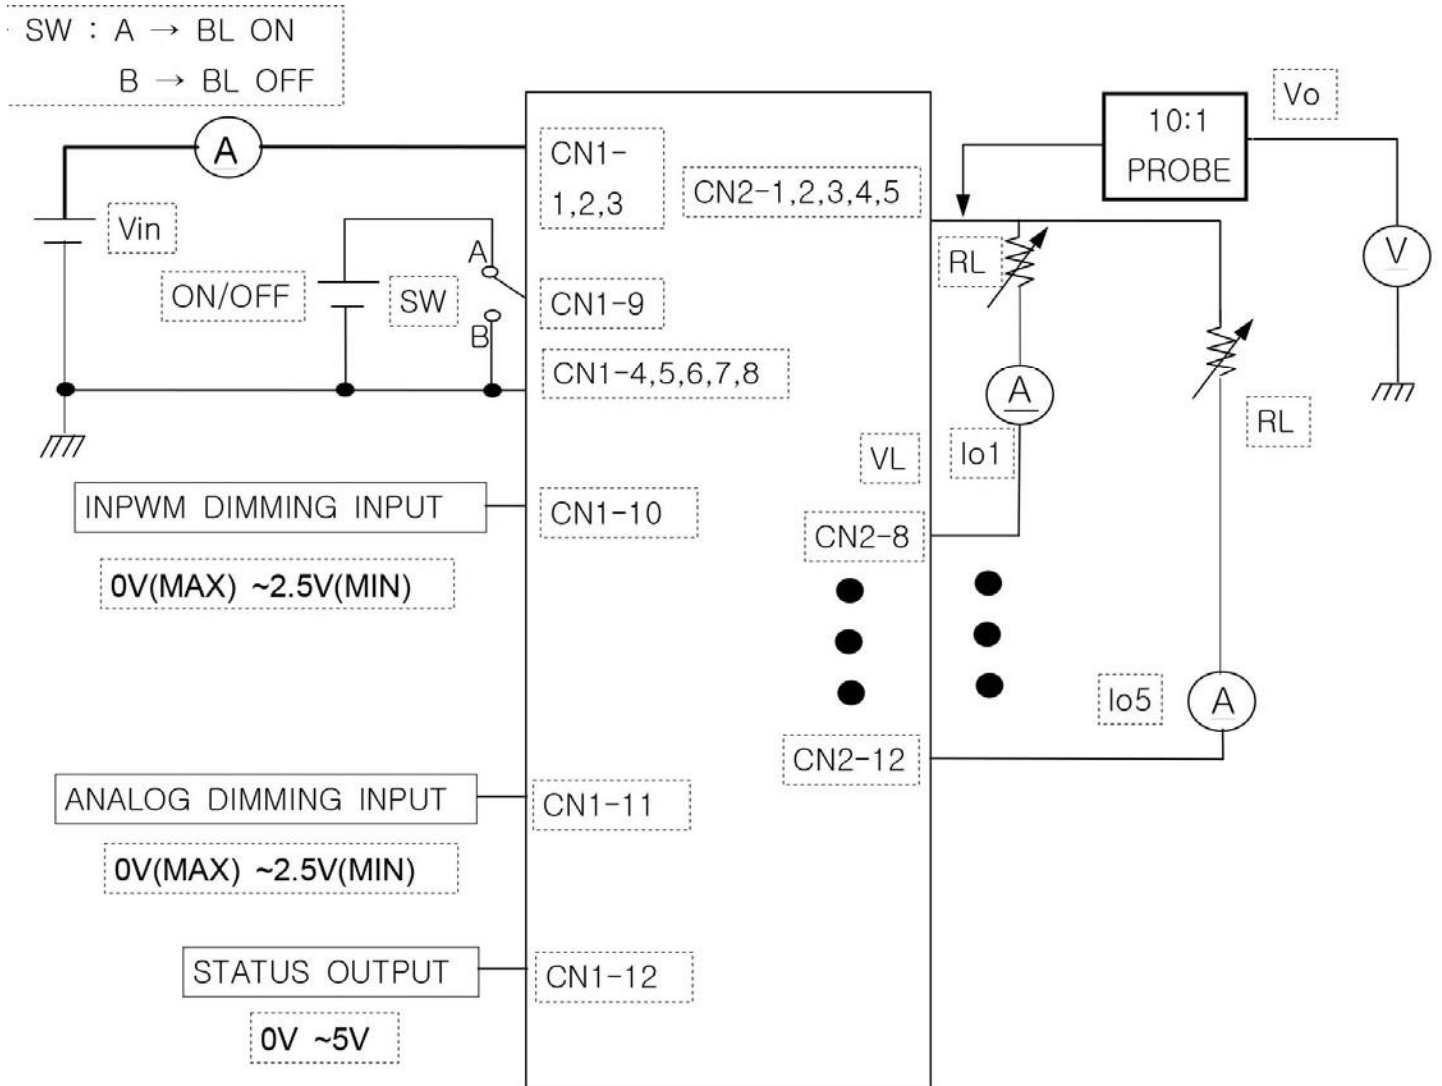 SW : A → BL ON
B → BL OFF
A
Vin
ON/OFF
SW
A
B
CN1-
1,2,3
CN1-9
CN1-4,5,6,7,8
INPWM DIMMING INPUT
CN1-10
0V(MAX) ~2.5V(MIN)
ANALOG DIMMING INPUT
CN1-11
0V(MAX) ~2.5V(MIN)
STATUS OUTPUT
CN1-12
0V ~5V
CN2-1,2,3,4,5
10:1
PROBE
Vo
V
RL
A
Io1
RL
VL
CN2-8
Io5
A
CN2-12